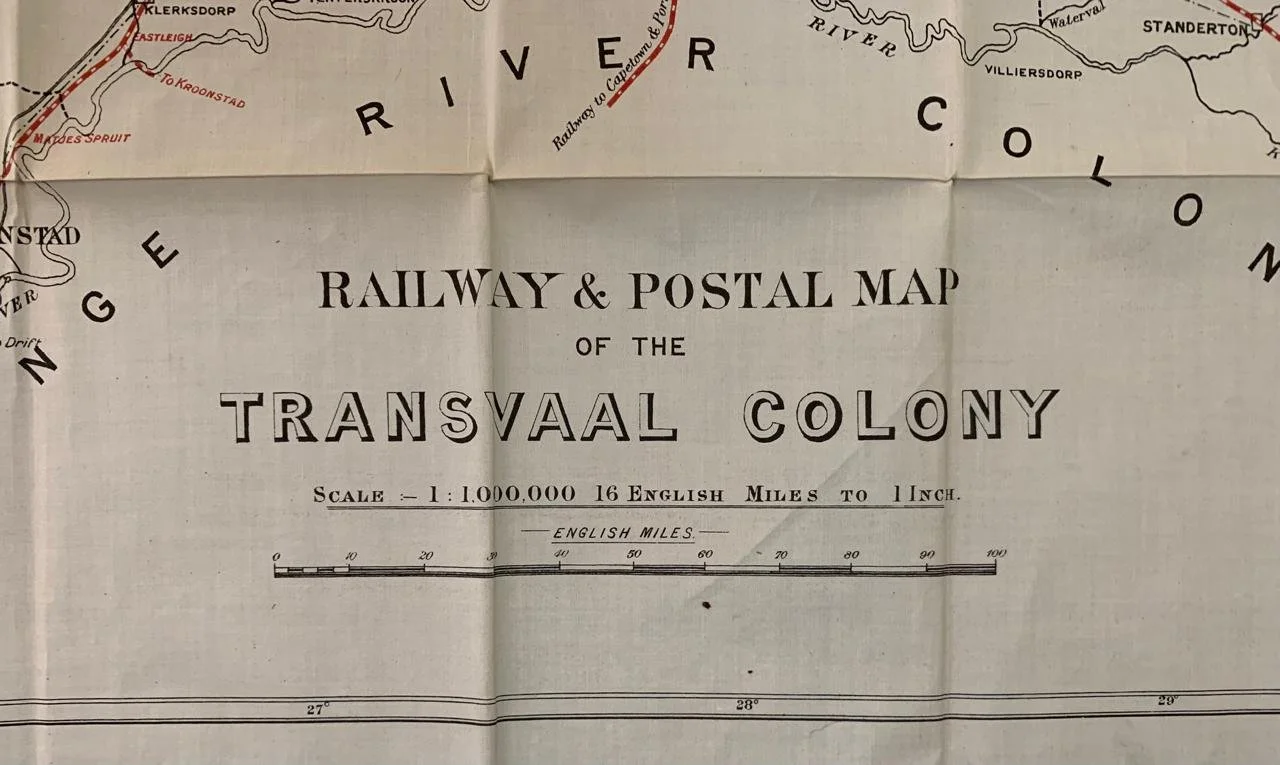 KLERKSDORP
EASTLEIGH
To KROONSTAD
MATJES SPRUIT
RIVER
Railway to Capetown &
RIVER
Waterval
STANDERTON
VILLIERSDORP
COLON
NSTAD
VER
Drift
NGE
RAILWAY & POSTAL MAP
OF THE
TRANSVAAL COLONY
SCALE :– 1 : 1,000,000 16 ENGLISH MILES TO 1 INCH.
ENGLISH MILES.
0 10 20 30 40 50 60 70 80 90 100
27° 28° 29°